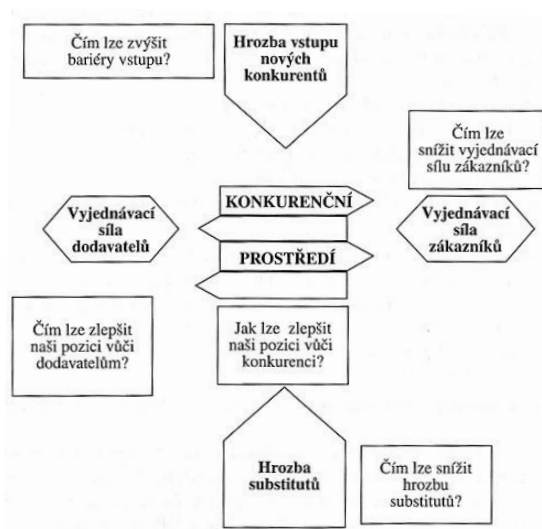 Čím lze zvýšit
bariéry vstupu?
Hrozba vstupu
nových
konkurentů
Čím lze
snížit vyjednávací
sílu zákazníků?
Vyjednávací
síla
dodavatelů
KONKURENČNÍ
PROSTŘEDÍ
Vyjednávací
síla
zákazníků
Čím lze zlepšit
naši pozici vůči
dodavatelům?
Jak lze zlepšit
naši pozici vůči
konkurenci?
Hrozba
substitutů
Čím lze snížit
hrozbu
substitutů?